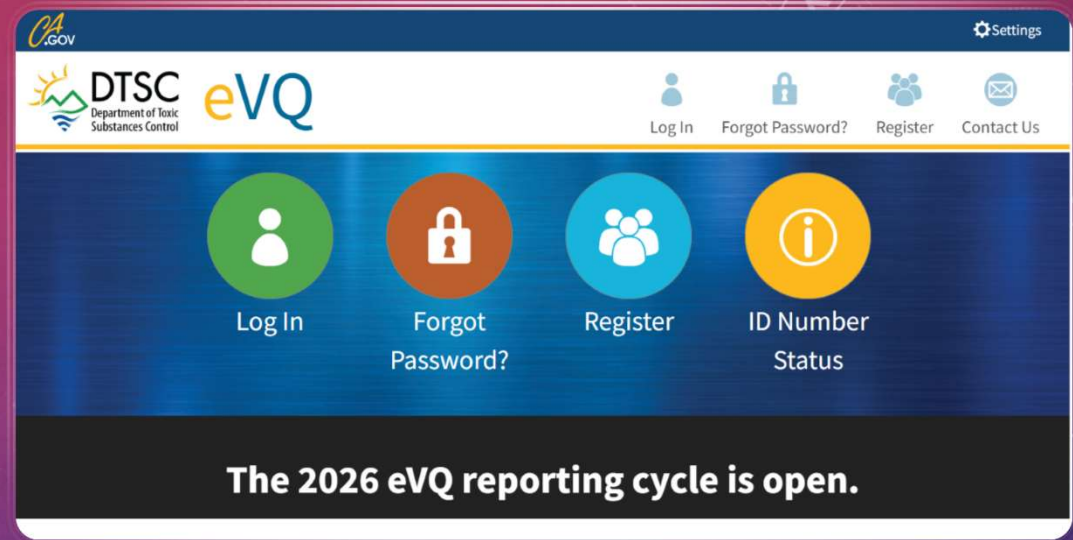 CA.GOV
Settings
DTSC
Department of Toxic
Substances Control
eVQ
Log In
Forgot Password?
Register
Contact Us
Log In
Forgot
Password?
Register
ID Number
Status
The 2026 eVQ reporting cycle is open.